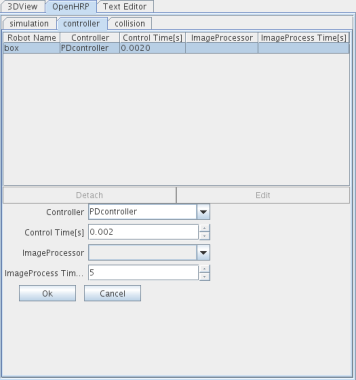 3DView OpenHRP Text Editor
simulation controller collision
Robot Name Controller Control Time[s] ImageProcessor ImageProcess Time[s]
box PDcontroller 0.0020
Detach Edit
Controller PDcontroller
Control Time[s] 0.002
ImageProcessor
ImageProcess Tim... 5
Ok Cancel